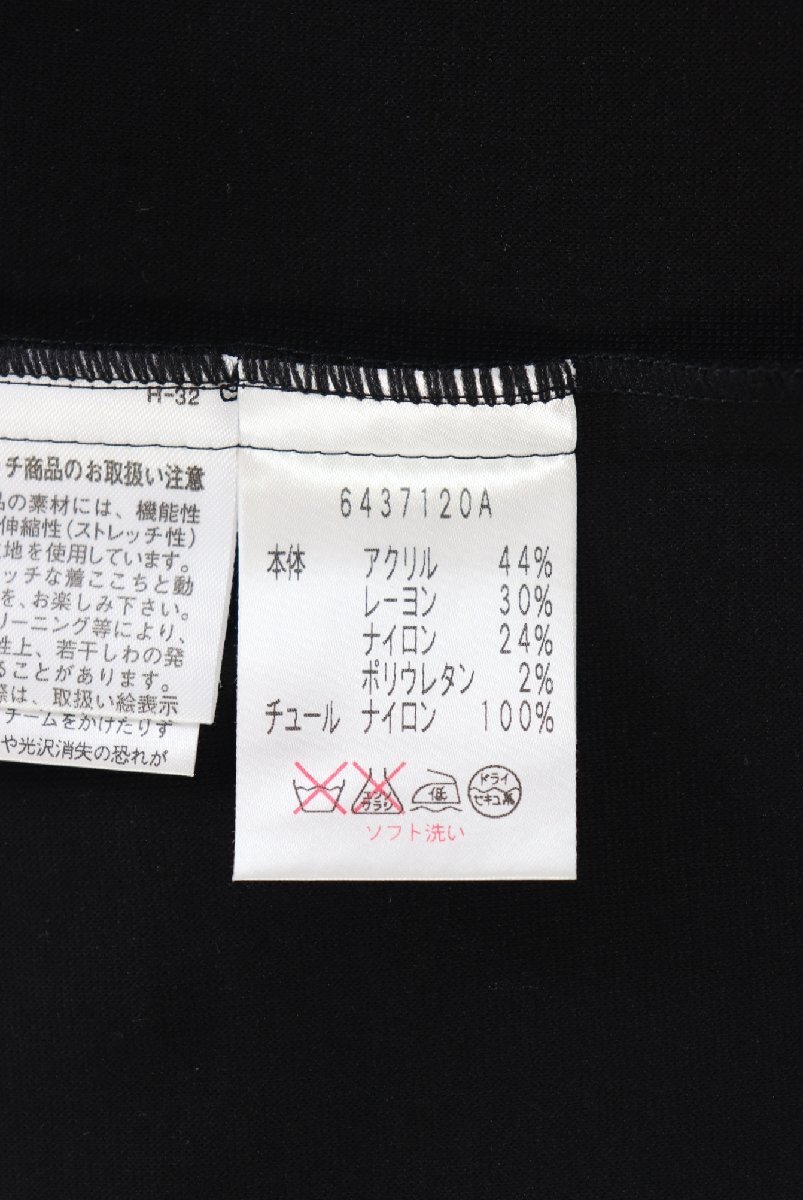 H-32
チ商品のお取扱い注意
品の素材には、機能性
伸縮性(ストレッチ性)
地を使用しています。
ッチな着ここちと動
を、お楽しみ下さい。
リーニング等により、
性上、若干しわの発
ることがあります。
際は、取扱い絵表示
チームをかけたりす
や光沢消失の恐れが
6437120A
本体 アクリル 44%
レーヨン 30%
ナイロン 24%
ポリウレタン 2%
チュール ナイロン 100%
エンソ サラシ 低 ドライ セキユ系
ソフト洗い